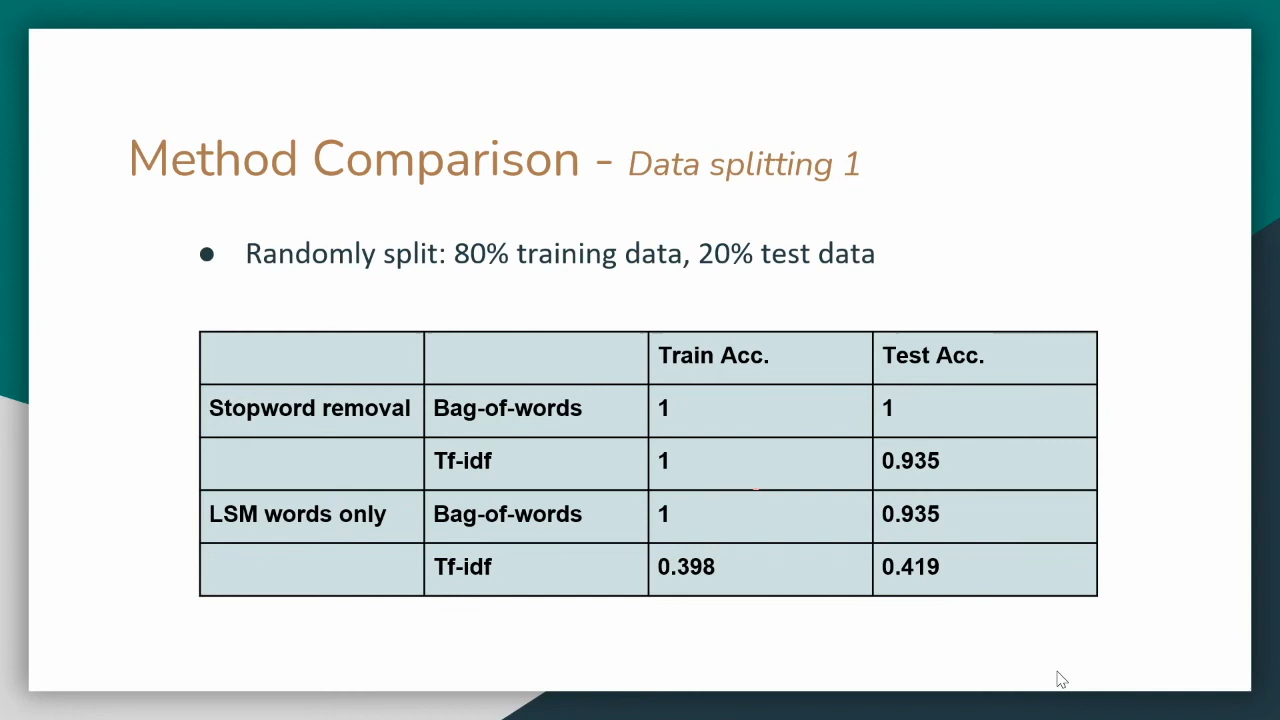 Method Comparison - Data splitting 1
● Randomly split: 80% training data, 20% test data
Train Acc. Test Acc.
Stopword removal Bag-of-words 1 1
Tf-idf 1 0.935
LSM words only Bag-of-words 1 0.935
Tf-idf 0.398 0.419